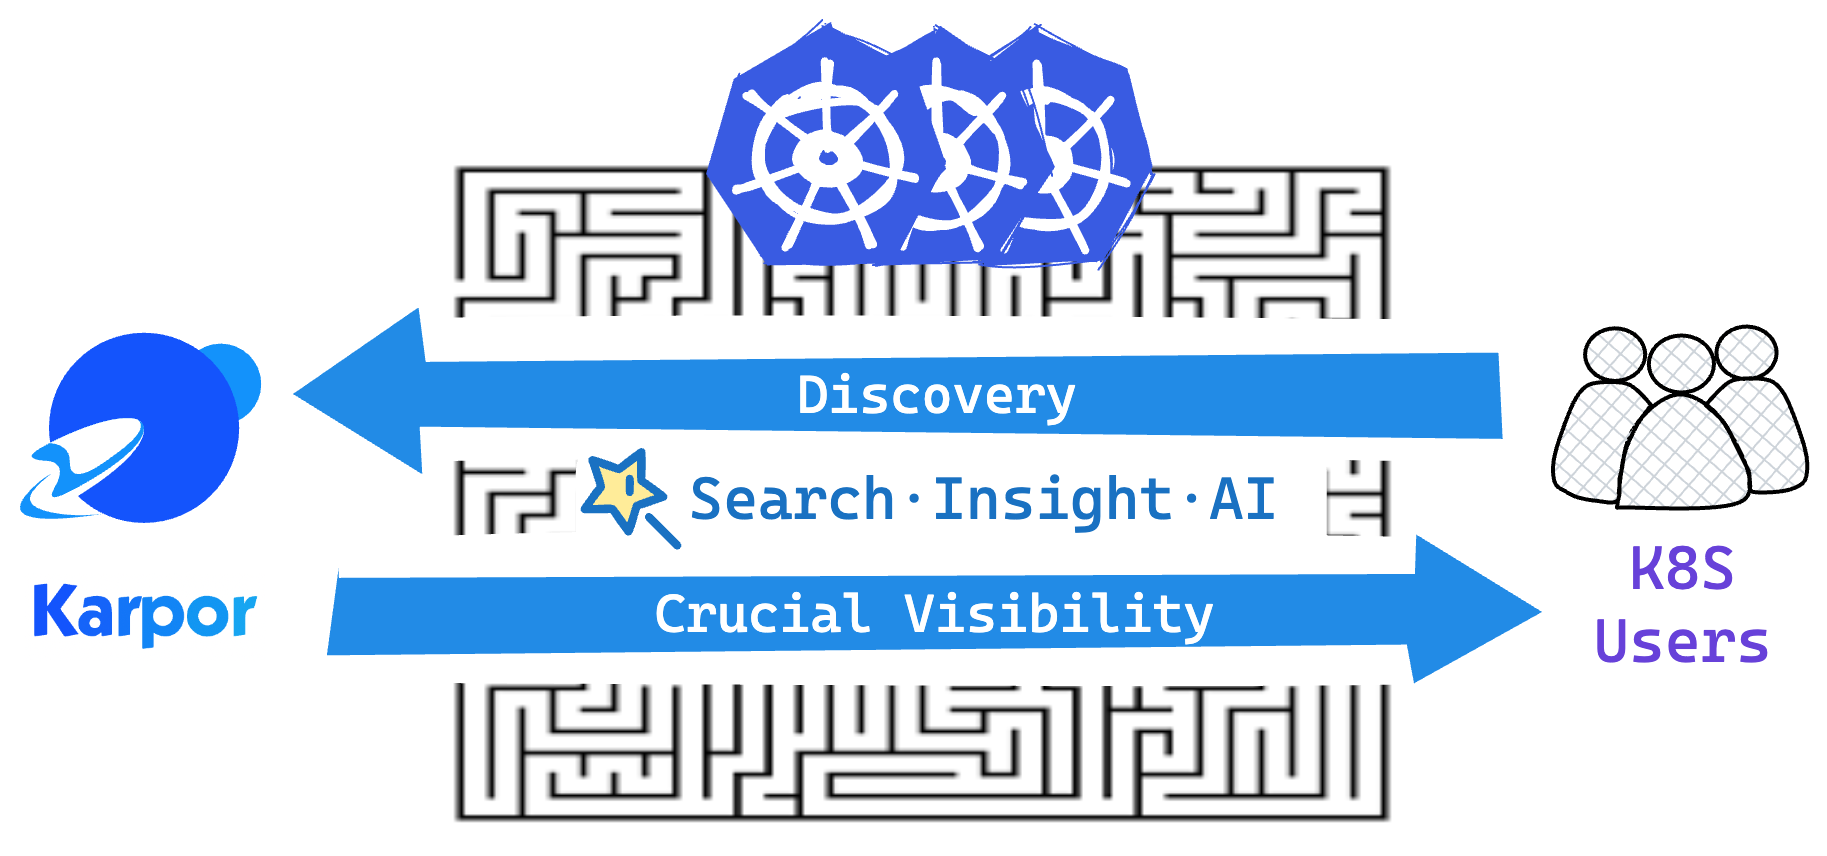 Discovery
Search·Insight·AI
Karpor
Crucial Visibility
K8S
Users